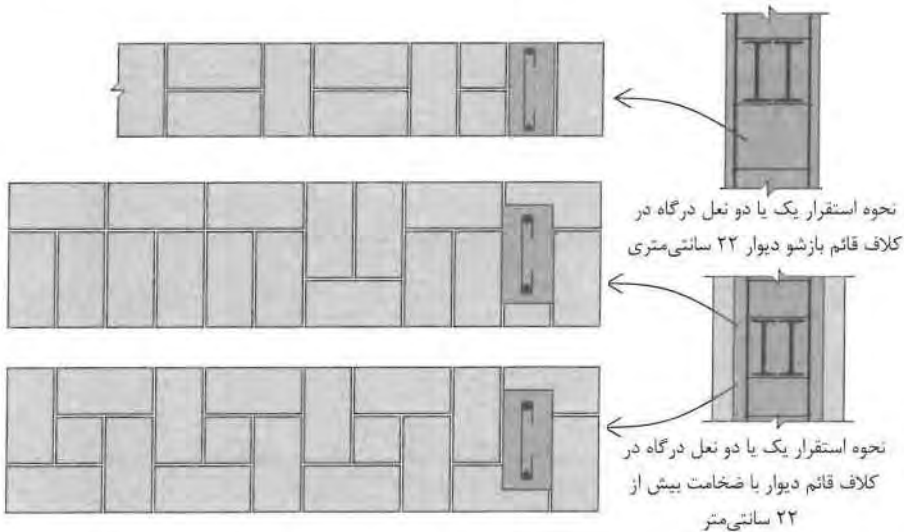 نحوه استقرار یک یا دو نعل درگاه در
کلاف قائم بازشو دیوار ۲۲ سانتی‌متری
نحوه استقرار یک یا دو نعل درگاه در
کلاف قائم دیوار با ضخامت بیش از
۲۲ سانتی‌متر